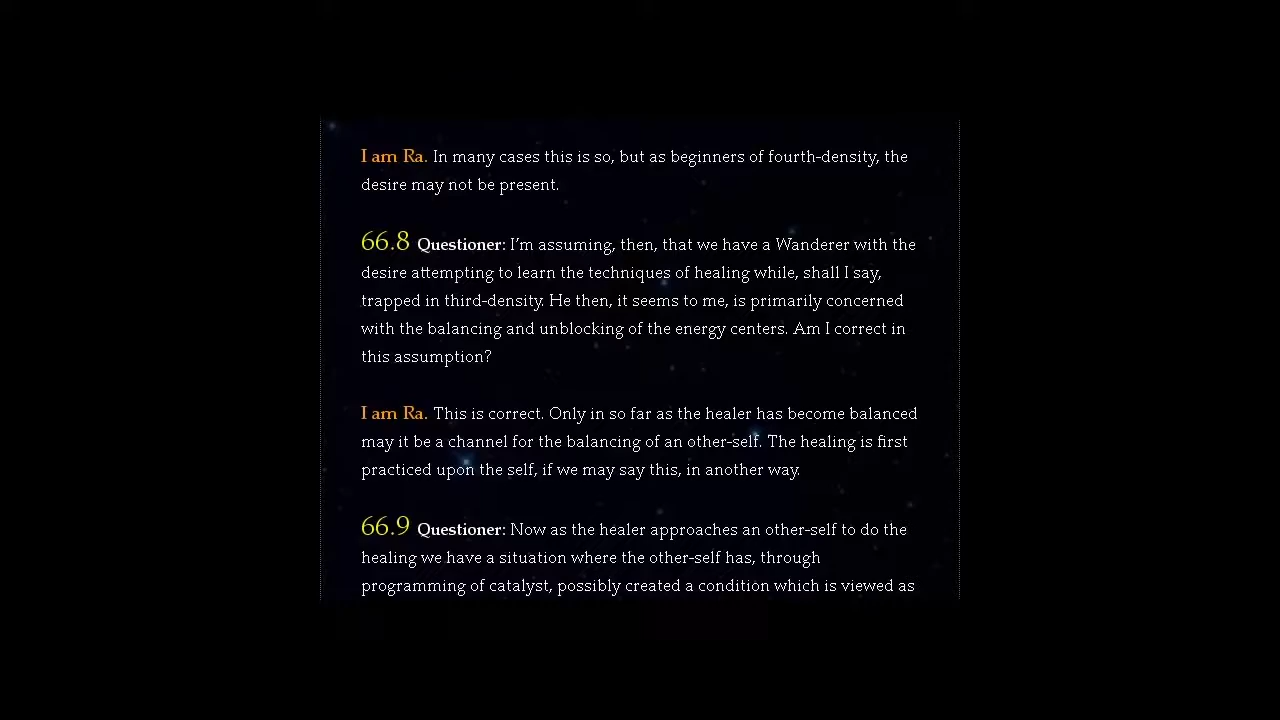 I am Ra. In many cases this is so, but as beginners of fourth-density, the
desire may not be present.
66.8 Questioner: I'm assuming, then, that we have a Wanderer with the
desire attempting to learn the techniques of healing while, shall I say,
trapped in third-density. He then, it seems to me, is primarily concerned
with the balancing and unblocking of the energy centers. Am I correct in
this assumption?
I am Ra. This is correct. Only in so far as the healer has become balanced
may it be a channel for the balancing of an other-self. The healing is first
practiced upon the self, if we may say this, in another way.
66.9 Questioner: Now as the healer approaches an other-self to do the
healing we have a situation where the other-self has, through
programming of catalyst, possibly created a condition which is viewed as